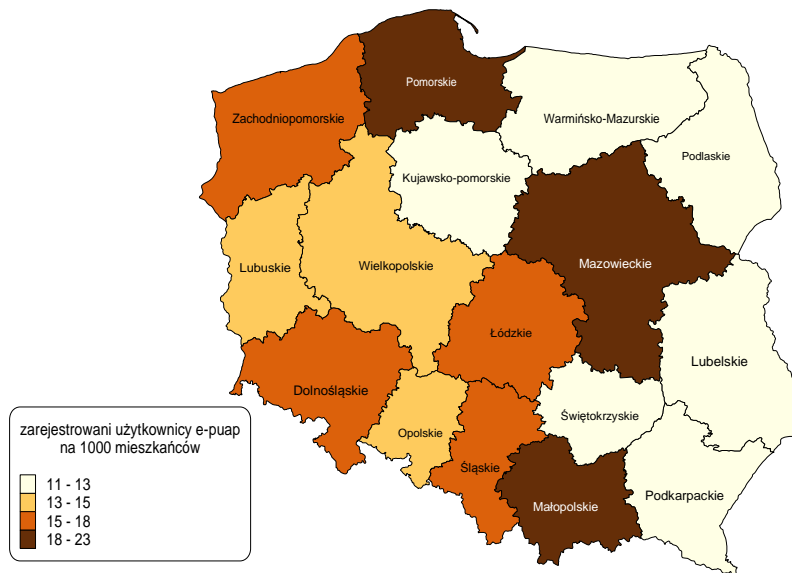 Pomorskie
Zachodniopomorskie
Warmińsko-Mazurskie
Podlaskie
Kujawsko-pomorskie
Mazowieckie
Wielkopolskie
Lubuskie
Łódzkie
Lubelskie
Dolnośląskie
Świętokrzyskie
Opolskie
Śląskie
Podkarpackie
Małopolskie
zarejestrowani użytkownicy e-puap
na 1000 mieszkańców
11 - 13
13 - 15
15 - 18
18 - 23